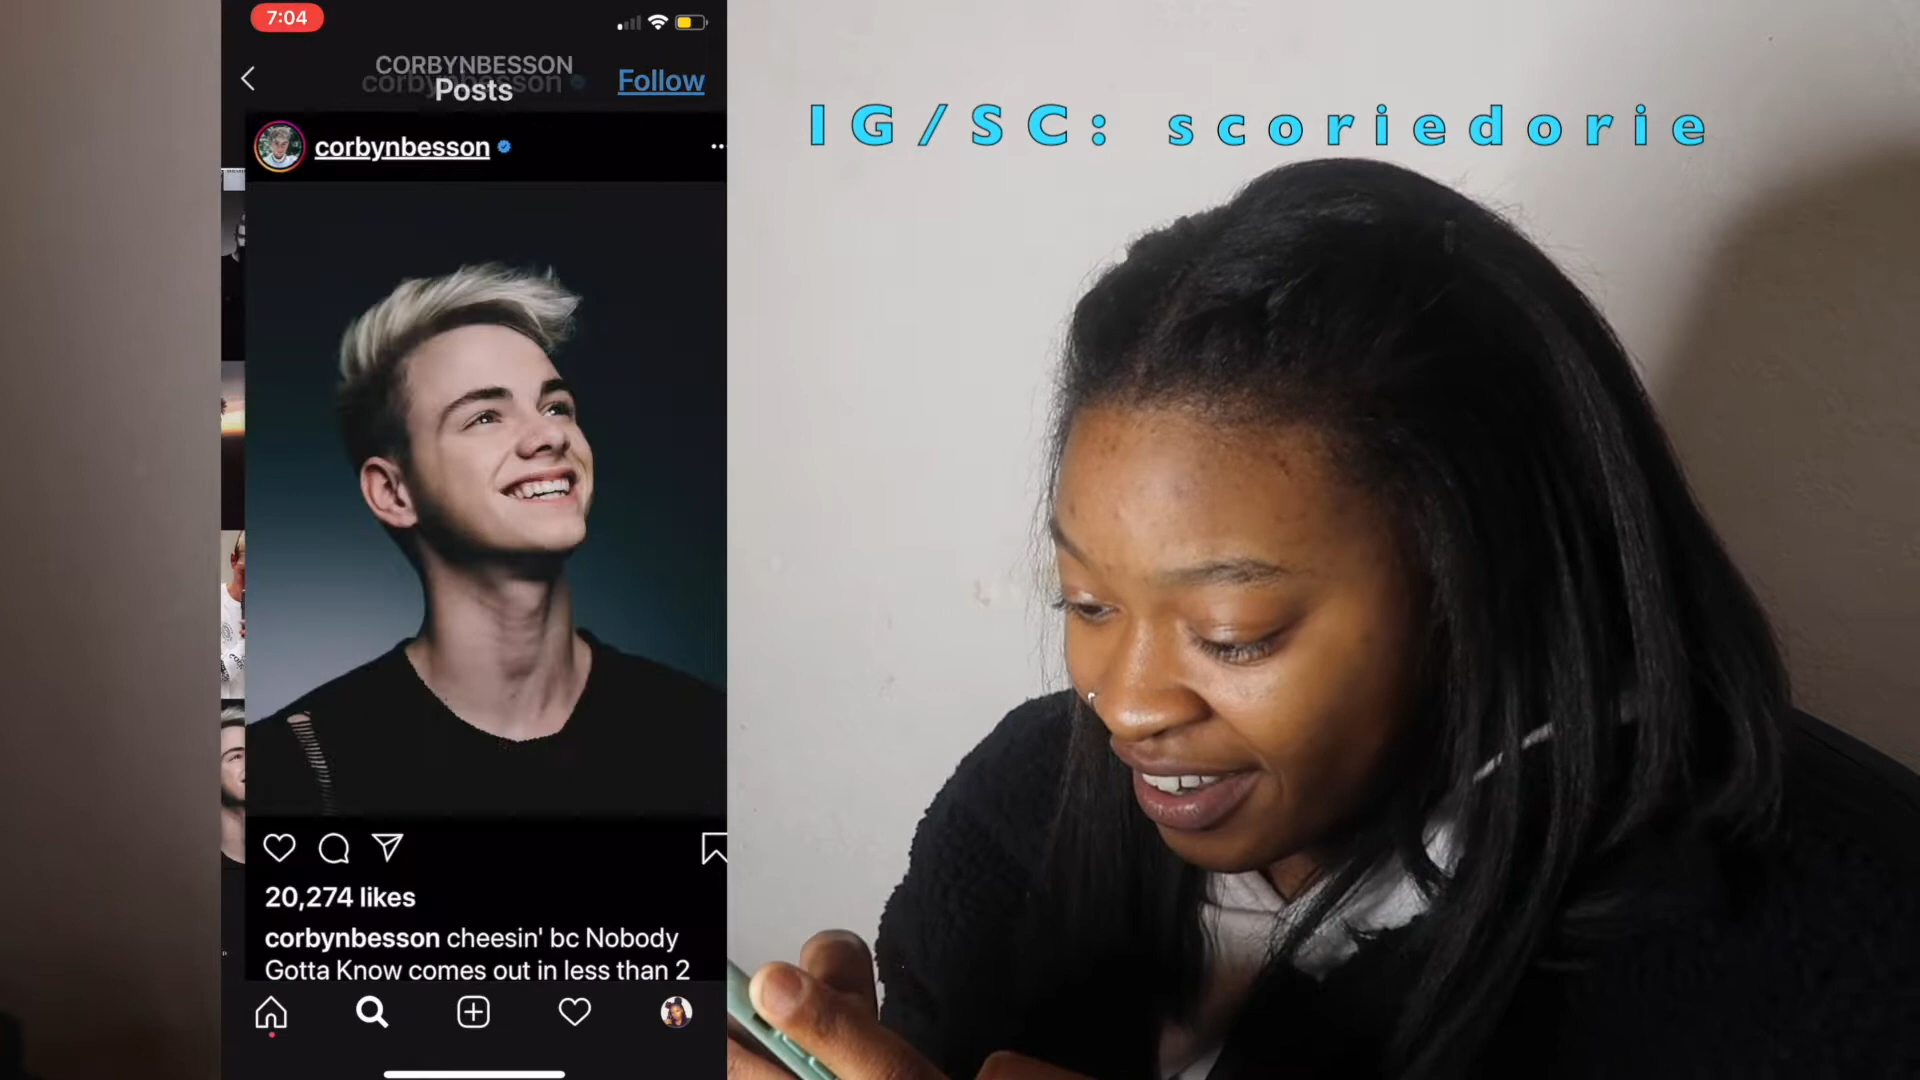 7:04
CORBYNBESSON
corbynbesson
Posts
Follow
IG/SC: scoriedorie
corbynbesson
20,274 likes
corbynbesson cheesin' bc Nobody
Gotta Know comes out in less than 2